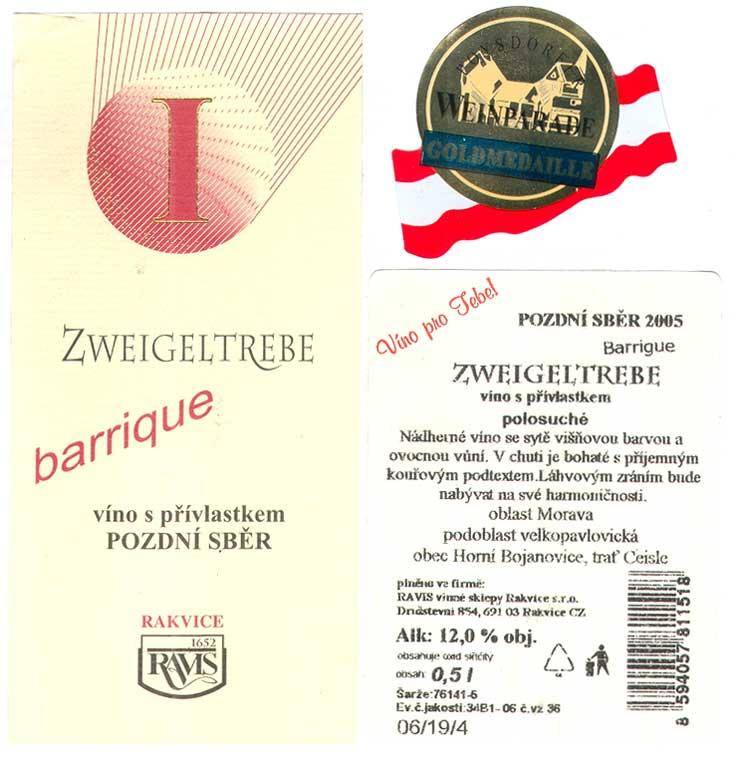 I
ZWEIGELTREBE
barrique
víno s přívlastkem
POZDNÍ SBĚR
RAKVICE
1652
RAVIS
WEINPARADE
GOLDMEDAILLE
Víno pro Tebe!
POZDNÍ SBĚR 2005
Barrigue
ZWEIGELTREBE
víno s přívlastkem
polosuché
Nádherné víno se sytě višňovou barvou a
ovocnou vůní. V chuti je bohaté s příjemným
kouřovým podtextem.Láhvovým zráním bude
nabývat na své harmoničnosti.
oblast Morava
podoblast velkopavlovická
obec Horní Bojanovice, trať Ceisle
plněno ve firmě:
RAVIS vinné sklepy Rakvice s.r.o.
Družstevní 854, 691 03 Rakvice CZ
Alk: 12,0 % obj.
obsahuje oxid siřičitý
obsah: 0,5 l
Šarže:76141-6
Ev.č.jakosti:34B1-06 č.vz 36
06/19/4
8 594057 811518